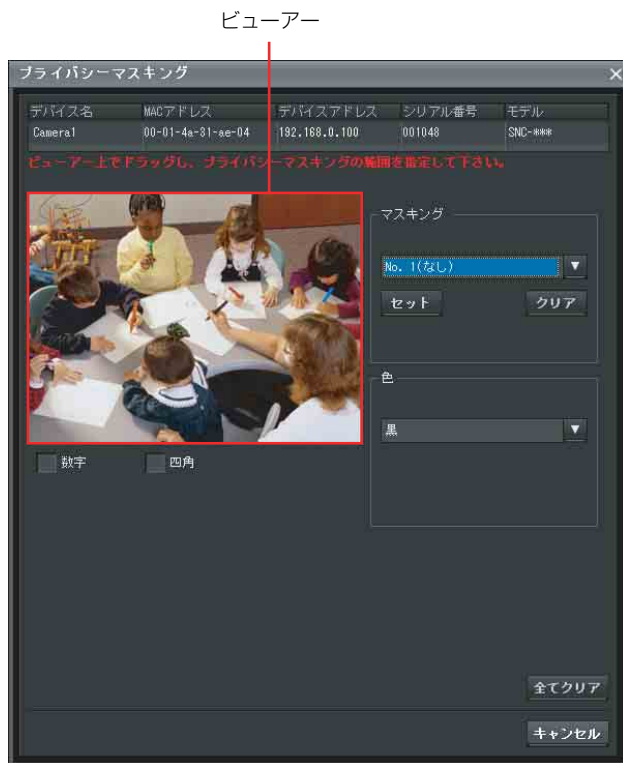 ビューアー
プライバシーマスキング ×
デバイス名 MACアドレス デバイスアドレス シリアル番号 モデル
Camera1 00-01-4a-31-ae-04 192.168.0.100 001048 SNC-***
ビューアー上でドラッグし、プライバシーマスキングの範囲を指定して下さい。
マスキング
No. 1(なし)
セット クリア
色
黒
数字 四角
全てクリア
キャンセル